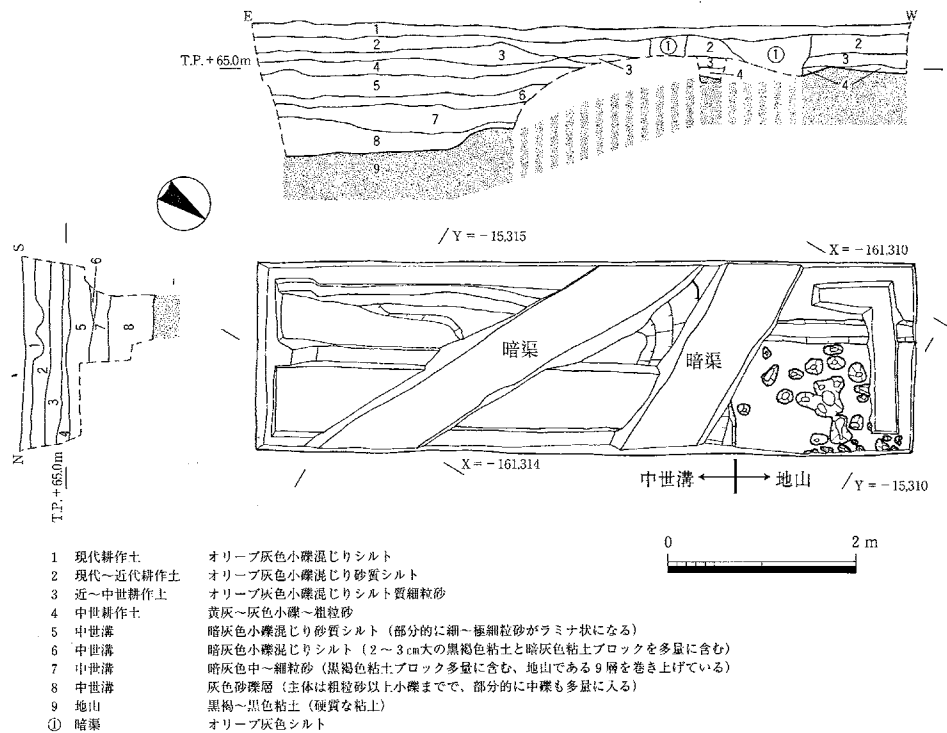 E
W
1
2
3
①
2
①
2
T.P.+65.0m
4
3
3
3
5
4
4
6
7
8
9
Y=-15,315
X=-161,310
S
6
5
7
8
1
2
3
4
N
T.P.+65.0m
暗渠
暗渠
X=-161,314
中世溝
地山
Y=-15,310
0
2 m
1 現代耕作土 オリーブ灰色小礫混じりシルト
2 現代~近代耕作土 オリーブ灰色小礫混じり砂質シルト
3 近~中世耕作土 オリーブ灰色小礫混じりシルト質細粒砂
4 中世耕作土 黄灰~灰色小礫~粗粒砂
5 中世溝 暗灰色小礫混じり砂質シルト(部分的に細~極細粒砂がラミナ状になる)
6 中世溝 暗灰色小礫混じりシルト(2~3cm大の黒褐色粘土と暗灰色粘土ブロックを多量に含む)
7 中世溝 暗灰色中~細粒砂(黒褐色粘土ブロック多量に含む、地山である9層を巻き上げている)
8 中世溝 灰色砂礫層(主体は粗粒砂以上小礫までで、部分的に中礫も多量に入る)
9 地山 黒褐~黒色粘土(硬質な粘土)
① 暗渠 オリーブ灰色シルト